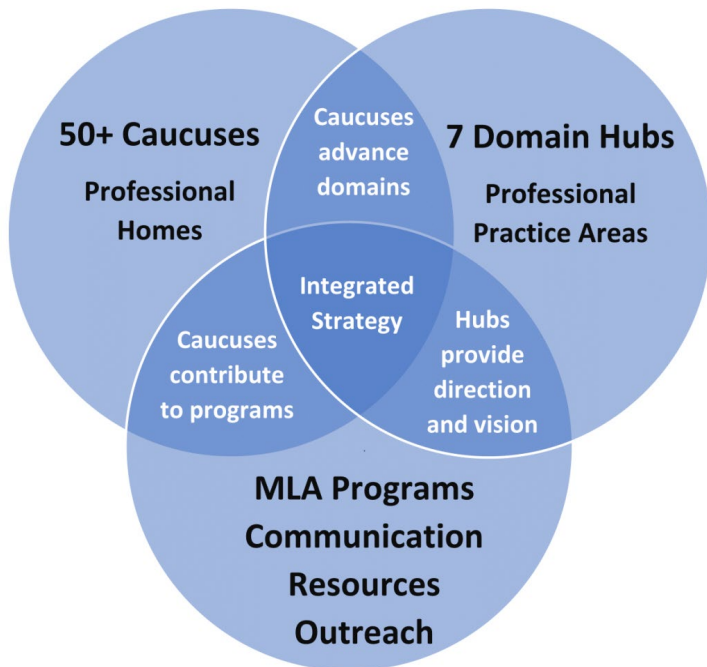 50+ Caucuses
Professional
Homes
Caucuses
advance
domains
7 Domain Hubs
Professional
Practice Areas
Integrated
Strategy
Caucuses
contribute
to programs
Hubs
provide
direction
and vision
MLA Programs
Communication
Resources
Outreach